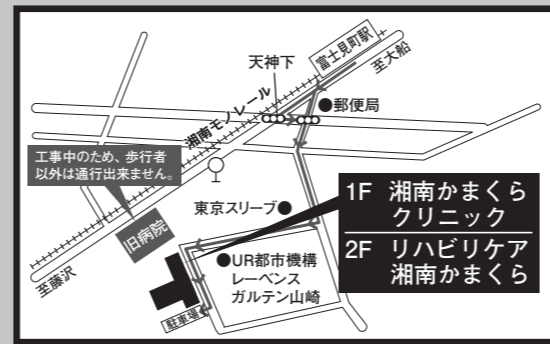 富士見町駅
至大船
天神下
●郵便局
湘南モノレール
工事中のため、歩行者
以外は通行出来ません。
旧病院
至藤沢
東京スリーブ●
1F 湘南かまくら
クリニック
2F リハビリケア
湘南かまくら
●UR都市機構
レーベンス
ガルテン山崎
駐車場